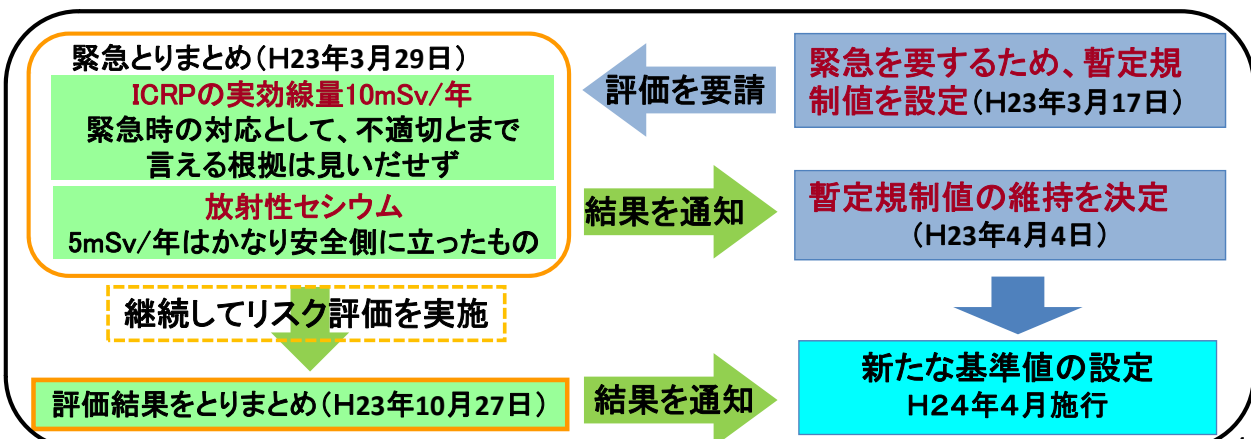 緊急とりまとめ(H23年3月29日)
ICRPの実効線量10mSv/年
緊急時の対応として、不適切とまで
言える根拠は見いだせず
放射性セシウム
5mSv/年はかなり安全側に立ったもの
評価を要請
緊急を要するため、暫定規
制値を設定(H23年3月17日)
結果を通知
暫定規制値の維持を決定
(H23年4月4日)
継続してリスク評価を実施
評価結果をとりまとめ(H23年10月27日)
結果を通知
新たな基準値の設定
H24年4月施行